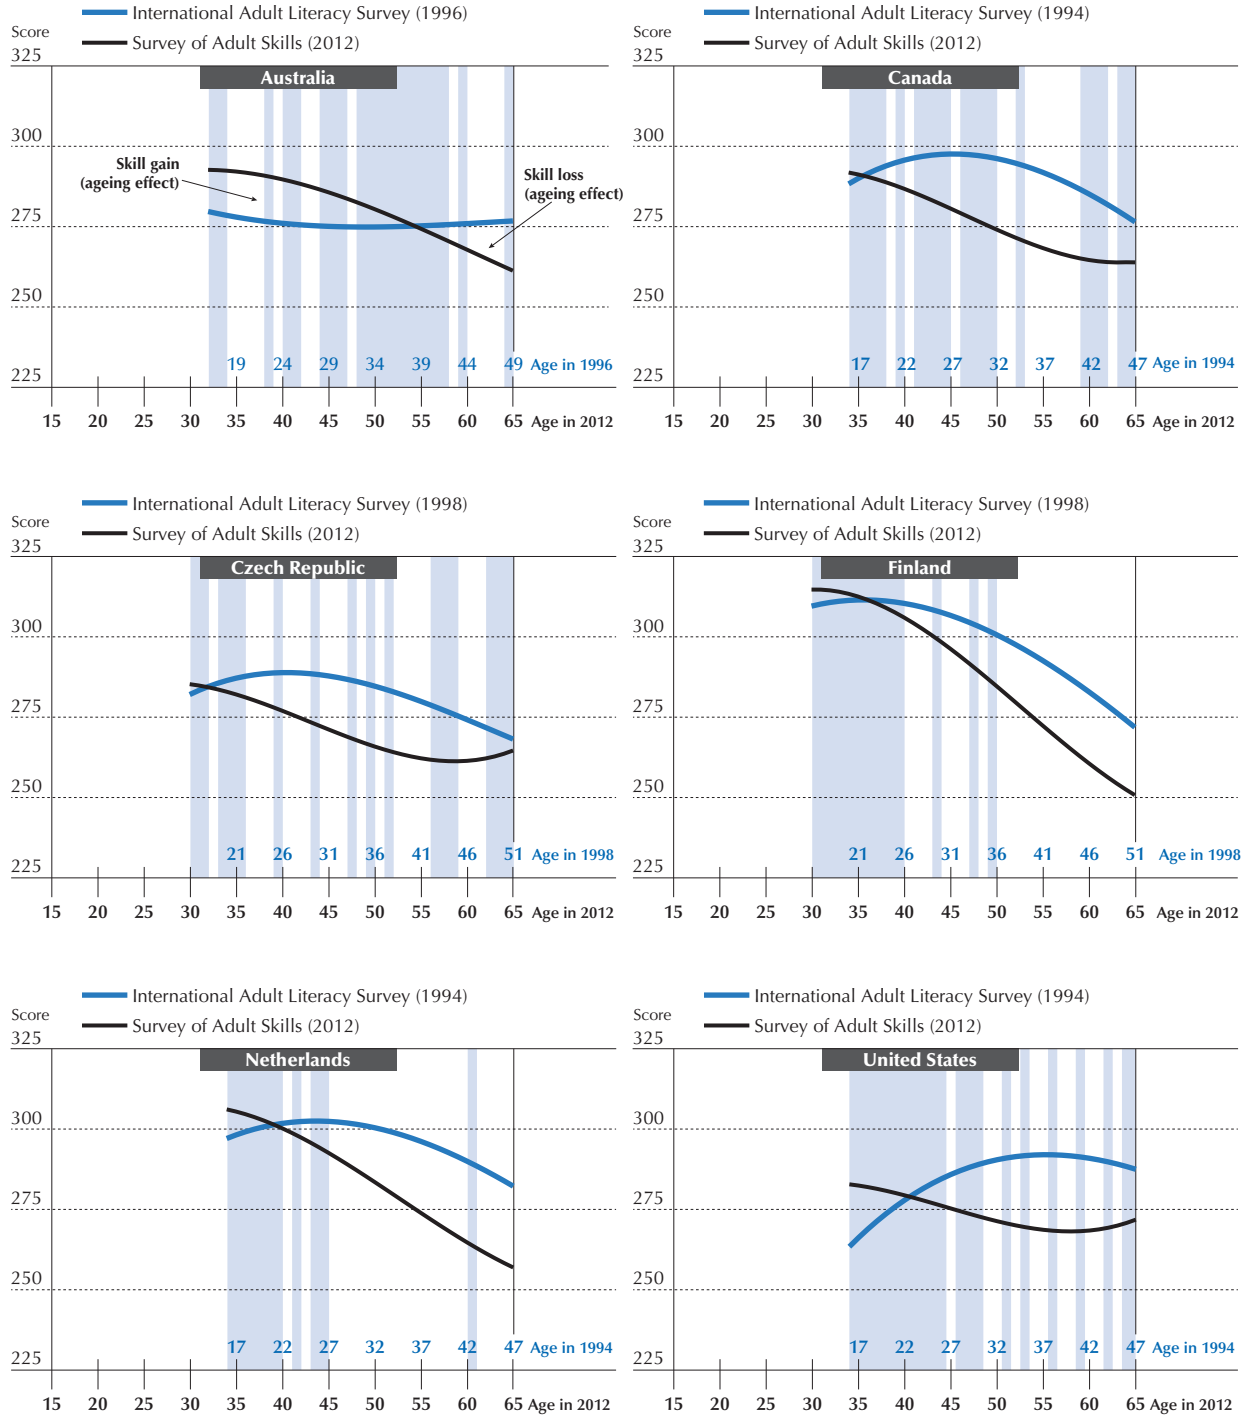 International Adult Literacy Survey (1996)
Score
Survey of Adult Skills (2012)
325
Australia
300
Skill gain
(ageing effect)
Skill loss
(ageing effect)
275
250
19 24 29 34 39 44 49 Age in 1996
225
15 20 25 30 35 40 45 50 55 60 65 Age in 2012
International Adult Literacy Survey (1994)
Score
Survey of Adult Skills (2012)
325
Canada
300
275
250
17 22 27 32 37 42 47 Age in 1994
225
15 20 25 30 35 40 45 50 55 60 65 Age in 2012
International Adult Literacy Survey (1998)
Score
Survey of Adult Skills (2012)
325
Czech Republic
300
275
250
21 26 31 36 41 46 51 Age in 1998
225
15 20 25 30 35 40 45 50 55 60 65 Age in 2012
International Adult Literacy Survey (1998)
Score
Survey of Adult Skills (2012)
325
Finland
300
275
250
21 26 31 36 41 46 51 Age in 1998
225
15 20 25 30 35 40 45 50 55 60 65 Age in 2012
International Adult Literacy Survey (1994)
Score
Survey of Adult Skills (2012)
325
Netherlands
300
275
250
17 22 27 32 37 42 47 Age in 1994
225
15 20 25 30 35 40 45 50 55 60 65 Age in 2012
International Adult Literacy Survey (1994)
Score
Survey of Adult Skills (2012)
325
United States
300
275
250
17 22 27 32 37 42 47 Age in 1994
225
15 20 25 30 35 40 45 50 55 60 65 Age in 2012